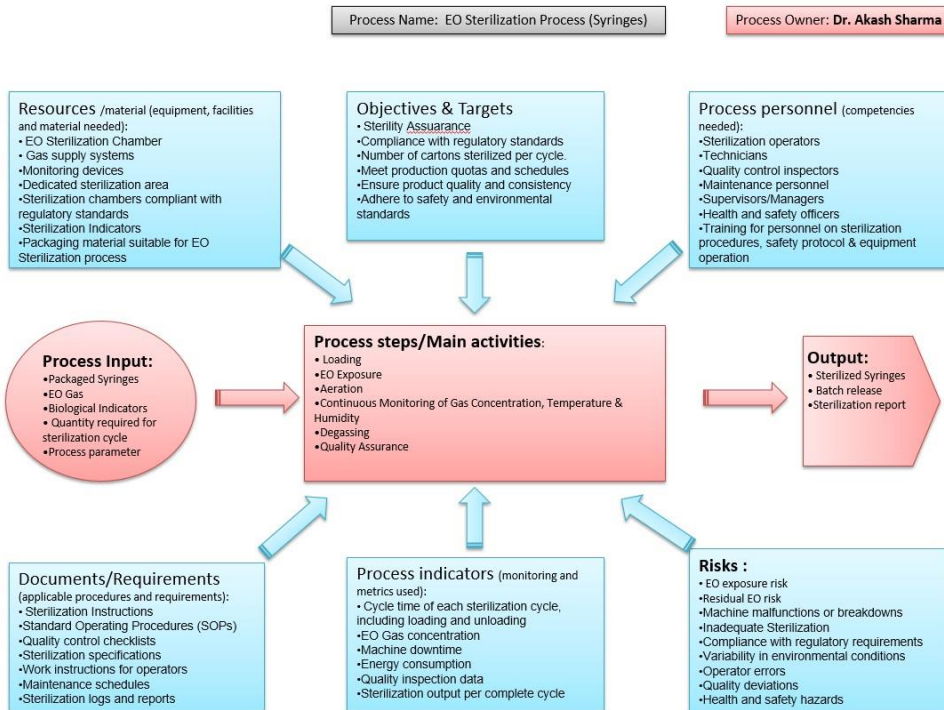 Process Name: EO Sterilization Process (Syringes)
Process Owner: Dr. Akash Sharma
Resources /material (equipment, facilities
and material needed):
• EO Sterilization Chamber
• Gas supply systems
•Monitoring devices
•Dedicated sterilization area
•Sterilization chambers compliant with
regulatory standards
•Sterilization Indicators
•Packaging material suitable for EO
Sterilization process
Objectives & Targets
• Sterility Assuarance
•Compliance with regulatory standards
•Number of cartons sterilized per cycle.
•Meet production quotas and schedules
•Ensure product quality and consistency
•Adhere to safety and environmental
standards
Process personnel (competencies
needed):
•Sterilization operators
•Technicians
•Quality control inspectors
•Maintenance personnel
•Supervisors/Managers
•Health and safety officers
•Training for personnel on sterilization
procedures, safety protocol & equipment
operation
Process Input:
•Packaged Syringes
•EO Gas
•Biological Indicators
• Quantity required for
sterilization cycle
•Process parameter
Process steps/Main activities:
• Loading
•EO Exposure
•Aeration
•Continuous Monitoring of Gas Concentration, Temperature &
Humidity
•Degassing
•Quality Assurance
Output:
• Sterilized Syringes
• Batch release
•Sterilization report
Documents/Requirements
(applicable procedures and requirements):
• Sterilization Instructions
•Standard Operating Procedures (SOPs)
•Quality control checklists
•Sterilization specifications
•Work instructions for operators
•Maintenance schedules
•Sterilization logs and reports
Process indicators (monitoring and
metrics used):
• Cycle time of each sterilization cycle,
including loading and unloading
•EO Gas concentration
•Machine downtime
•Energy consumption
•Quality inspection data
•Sterilization output per complete cycle
Risks :
• EO exposure risk
•Residual EO risk
•Machine malfunctions or breakdowns
•Inadequate Sterilization
•Compliance with regulatory requirements
•Variability in environmental conditions
•Operator errors
•Quality deviations
•Health and safety hazards